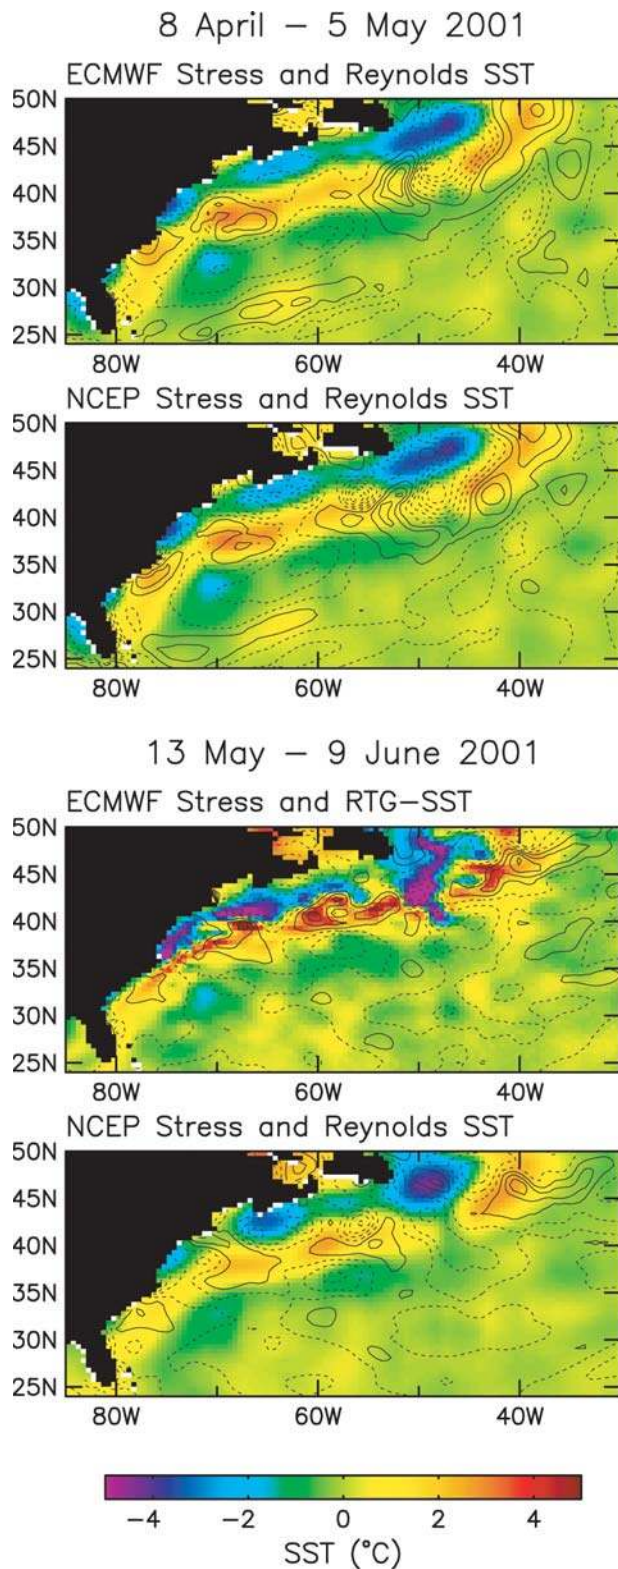 8 April – 5 May 2001
ECMWF Stress and Reynolds SST
50N
45N
40N
35N
30N
25N
80W 60W 40W
NCEP Stress and Reynolds SST
50N
45N
40N
35N
30N
25N
80W 60W 40W
13 May – 9 June 2001
ECMWF Stress and RTG–SST
50N
45N
40N
35N
30N
25N
80W 60W 40W
NCEP Stress and Reynolds SST
50N
45N
40N
35N
30N
25N
80W 60W 40W
−4 −2 0 2 4
SST (°C)